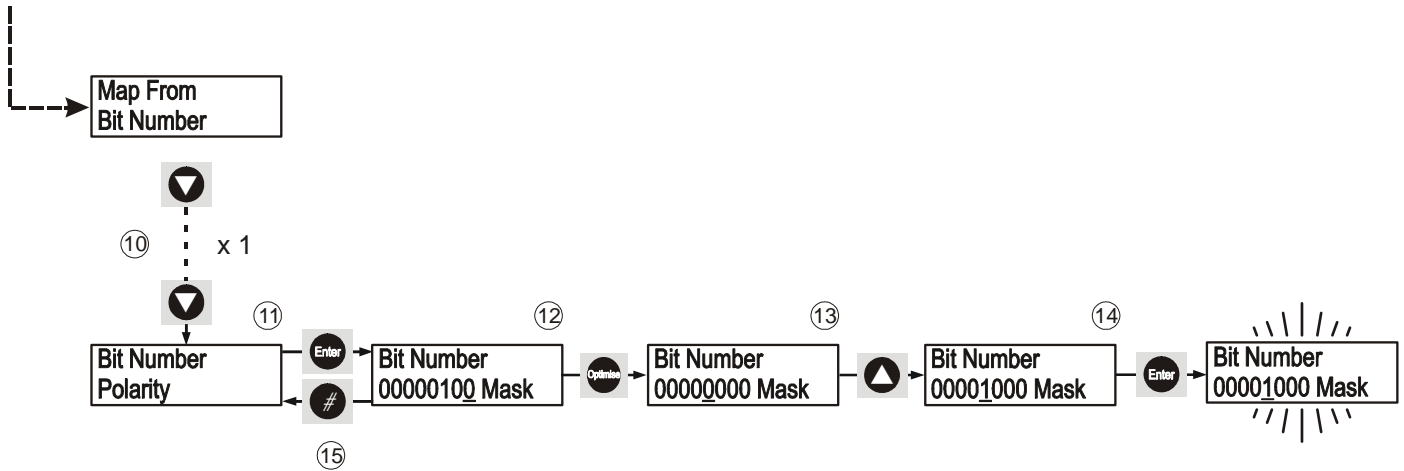 Map From
Bit Number
10
x 1
11
12
13
14
Bit Number
Polarity
Enter
#
Bit Number
00000100 Mask
Optimise
Bit Number
00000000 Mask
Bit Number
00001000 Mask
Enter
Bit Number
00001000 Mask
15